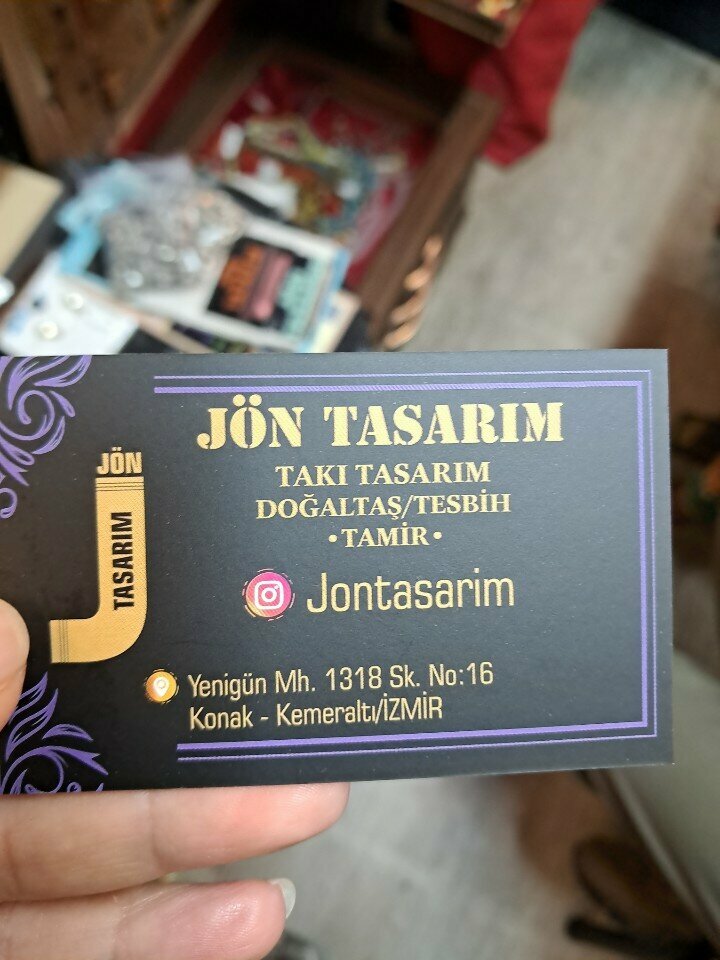 JÖN TASARIM
TAKI TASARIM
DOĞALTAŞ/TESBİH
•TAMİR•
Jontasarim
Yenigün Mh. 1318 Sk. No:16
Konak - Kemeraltı/İZMİR
JÖN
TASARIM